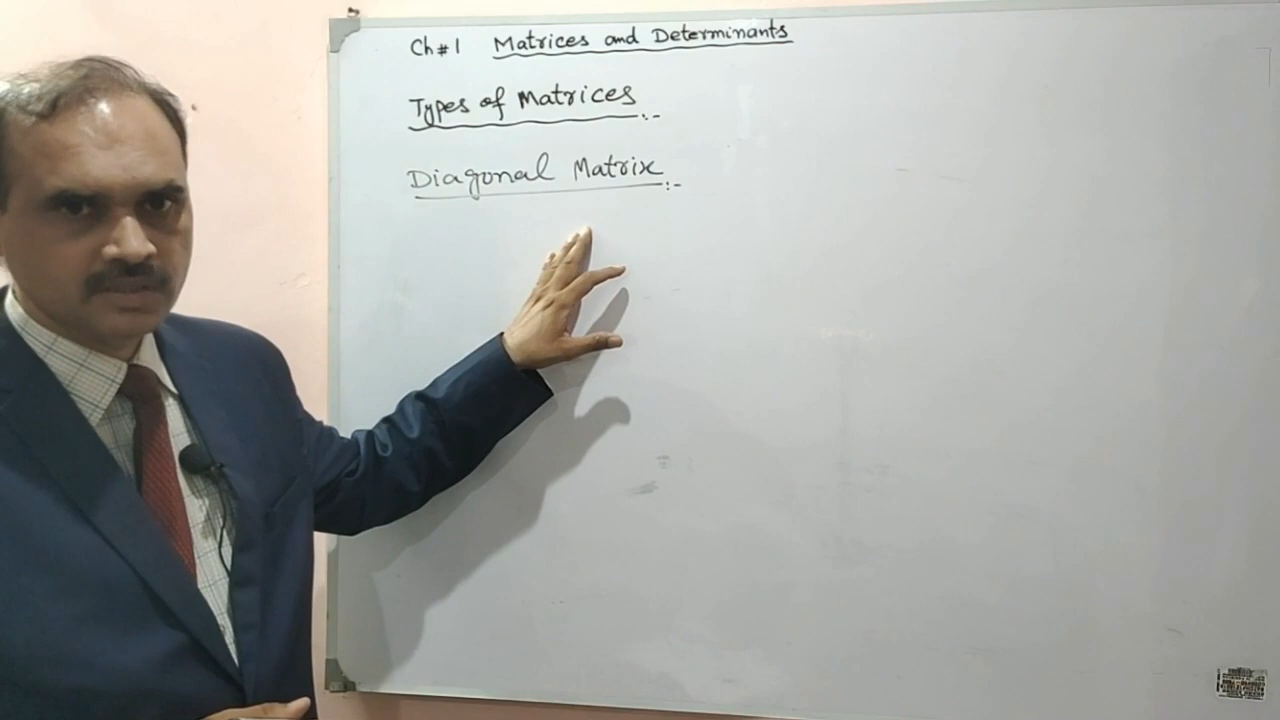 Ch#1 Matrices and Determinants
Types of Matrices :-
Diagonal Matrix :-